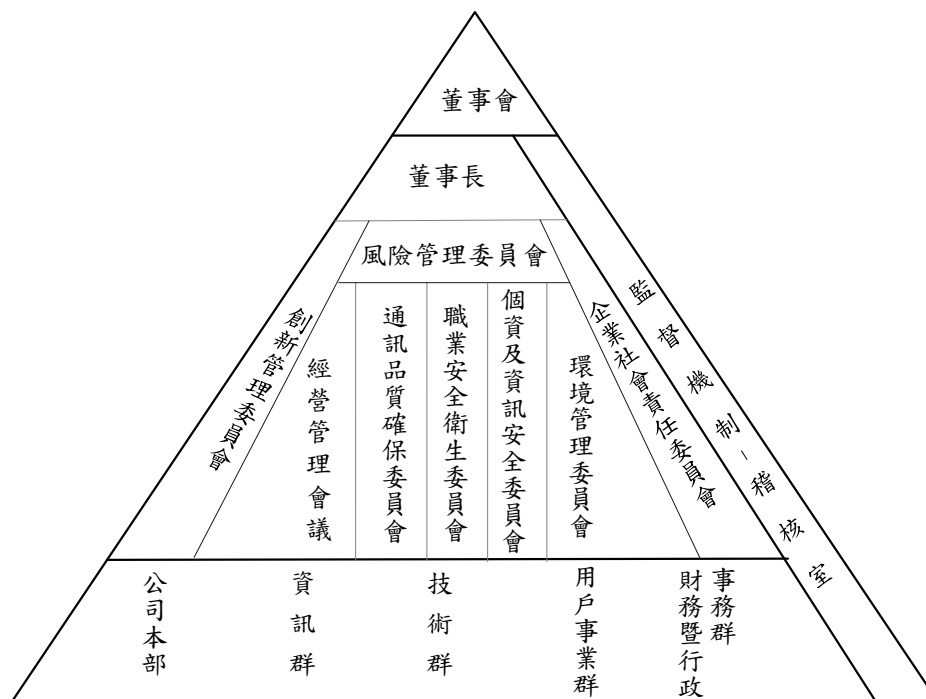 董事會
董事長
風險管理委員會
創新管理委員會
經營管理會議
通訊品質確保委員會
職業安全衛生委員會
個資及資訊安全委員會
環境管理委員會
企業社會責任委員會
監督機制-稽核室
公司本部
資訊群
技術群
用戶事業群
財務暨行政
事務群